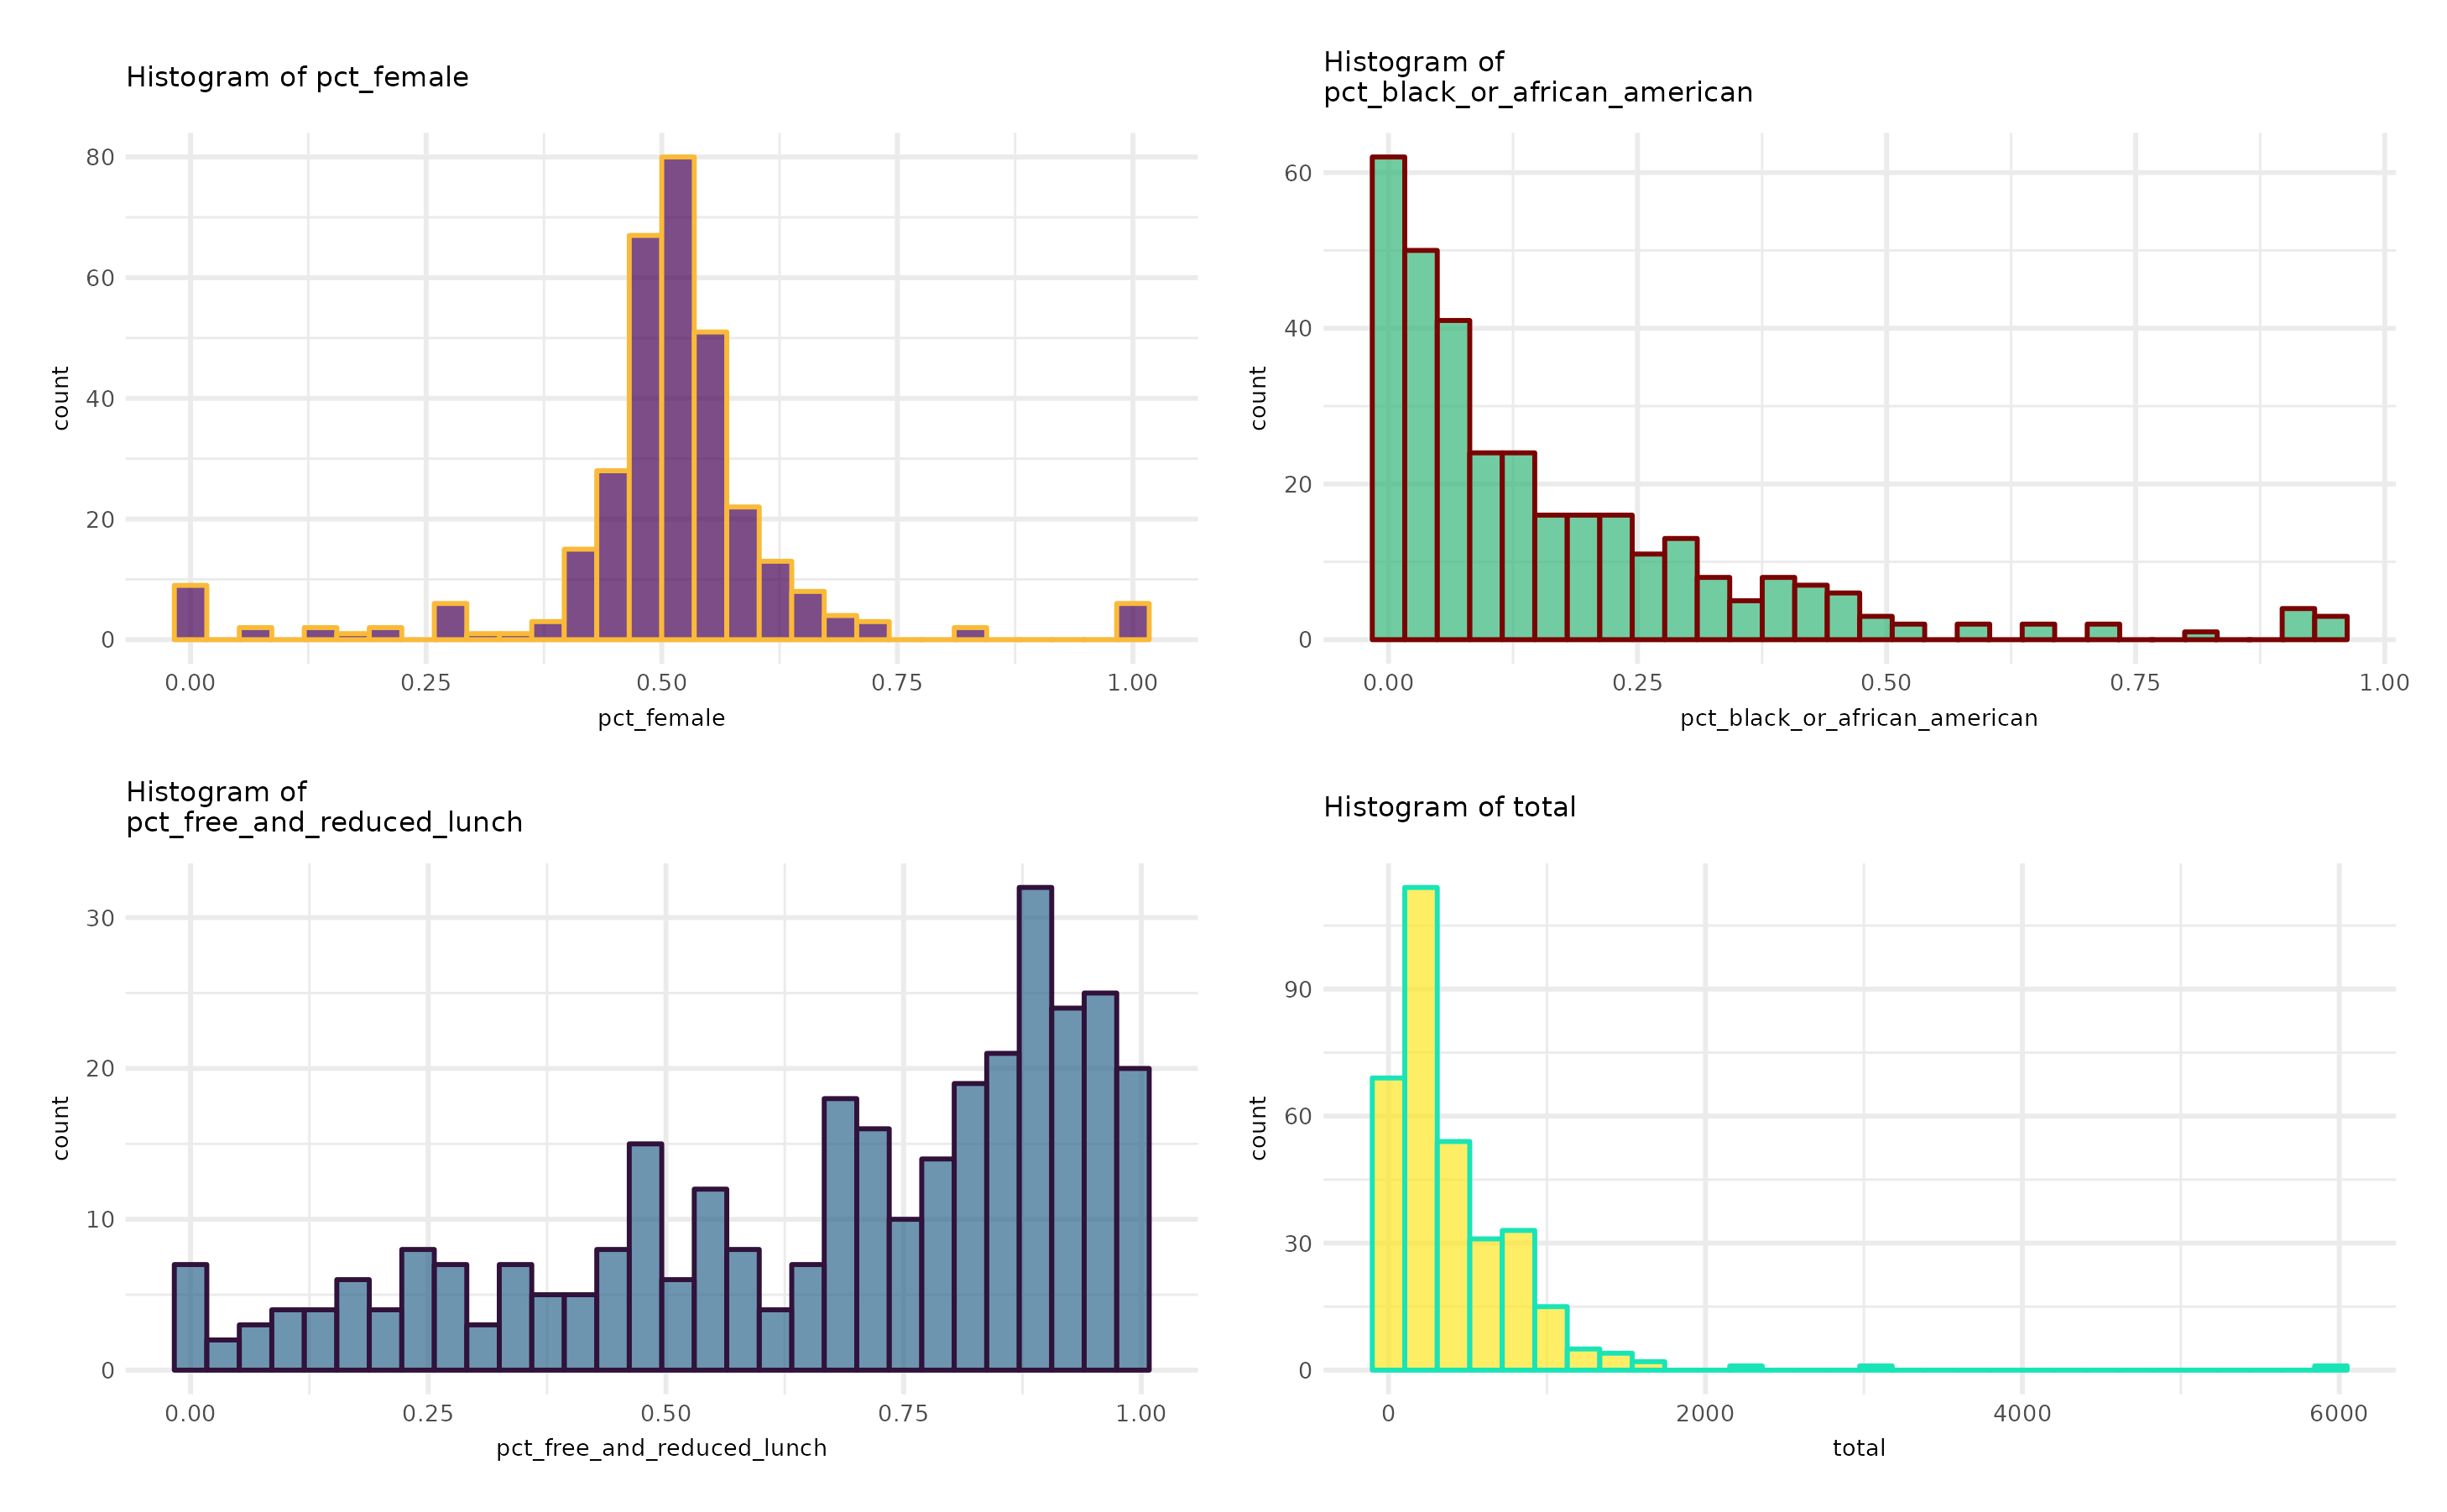 Histogram of pct_female
80
60
40
20
0
count
0.00 0.25 0.50 0.75 1.00
pct_female
Histogram of
pct_black_or_african_american
60
40
20
0
count
0.00 0.25 0.50 0.75 1.00
pct_black_or_african_american
Histogram of
pct_free_and_reduced_lunch
30
20
10
0
count
0.00 0.25 0.50 0.75 1.00
pct_free_and_reduced_lunch
Histogram of total
90
60
30
0
count
0 2000 4000 6000
total